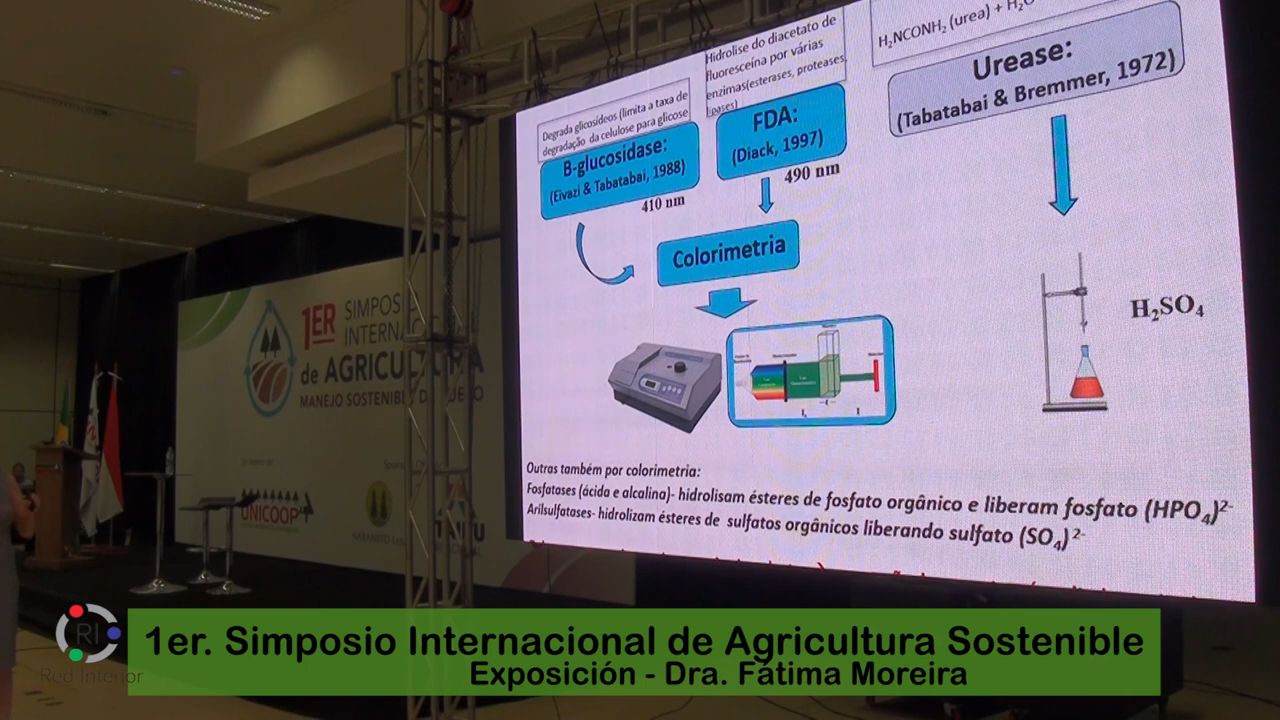 H₂NCONH₂ (urea) + H₂O
Urease:
(Tabatabai & Bremmer, 1972)
Hidrolise do diacetato de
fluoresceína por várias
enzimas(esterases, proteases,
FDA:
(Diack, 1997)
490 nm
Degrada glicosídeos (limita a taxa de
degradação da celulose para glicose
B-glucosidase:
(Eivazi & Tabatabai, 1988)
410 nm
Colorimetria
H₂SO₄
Outras também por colorimetria:
Fosfatases (ácida e alcalina)- hidrolisam ésteres de fosfato orgânico e liberam fosfato (HPO₄)²⁻
Arilsulfatases- hidrolizam ésteres de sulfatos orgânicos liberando sulfato (SO₄)²⁻
1ER SIMPOSIO
de AGRICULTURA
MANEJO SOSTENIBLE
UNICOOP
RI
Red Interior
1er. Simposio Internacional de Agricultura Sostenible
Exposición - Dra. Fátima Moreira